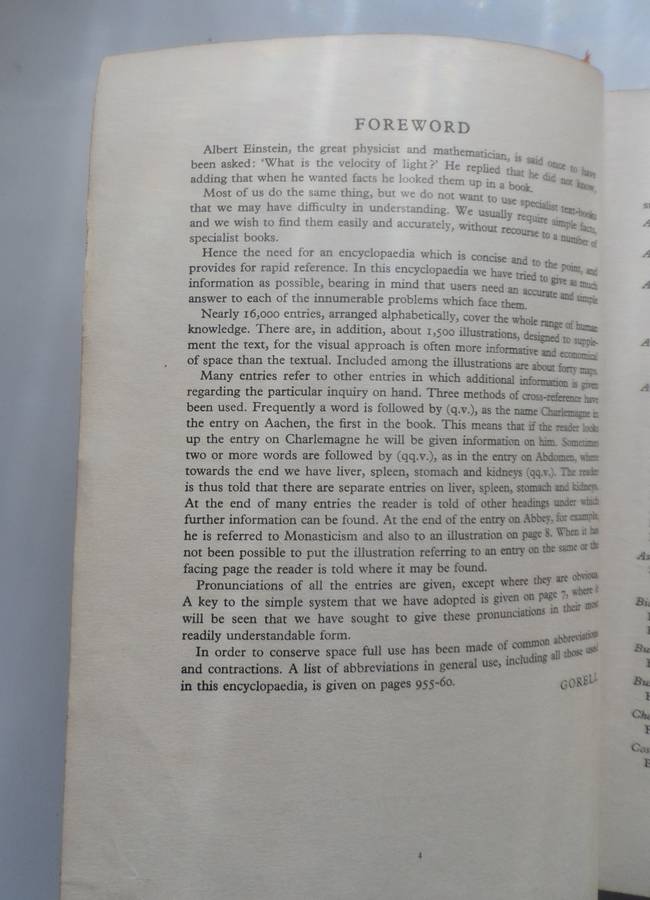 FOREWORD
Albert Einstein, the great physicist and mathematician, is said once to have
been asked: 'What is the velocity of light?' He replied that he did not know,
adding that when he wanted facts he looked them up in a book.
Most of us do the same thing, but we do not want to use specialist text-books
that we may have difficulty in understanding. We usually require simple facts,
and we wish to find them easily and accurately, without recourse to a number of
specialist books.
Hence the need for an encyclopaedia which is concise and to the point, and
provides for rapid reference. In this encyclopaedia we have tried to give as much
information as possible, bearing in mind that users need an accurate and simple
answer to each of the innumerable problems which face them.
Nearly 16,000 entries, arranged alphabetically, cover the whole range of human
knowledge. There are, in addition, about 1,500 illustrations, designed to supple-
ment the text, for the visual approach is often more informative and economical
of space than the textual. Included among the illustrations are about forty maps.
Many entries refer to other entries in which additional information is given
regarding the particular inquiry on hand. Three methods of cross-reference have
been used. Frequently a word is followed by (q.v.), as the name Charlemagne in
the entry on Aachen, the first in the book. This means that if the reader looks
up the entry on Charlemagne he will be given information on him. Sometimes
two or more words are followed by (qq.v.), as in the entry on Abdomen, where
towards the end we have liver, spleen, stomach and kidneys (qq.v.). The reader
is thus told that there are separate entries on liver, spleen, stomach and kidneys.
At the end of many entries the reader is told of other headings under which
further information can be found. At the end of the entry on Abbey, for example,
he is referred to Monasticism and also to an illustration on page 8. When it has
not been possible to put the illustration referring to an entry on the same or the
facing page the reader is told where it may be found.
Pronunciations of all the entries are given, except where they are obvious.
A key to the simple system that we have adopted is given on page 7, where it
will be seen that we have sought to give these pronunciations in their most
readily understandable form.
In order to conserve space full use has been made of common abbreviations
and contractions. A list of abbreviations in general use, including all those used
in this encyclopaedia, is given on pages 955-60.
GORELL
4